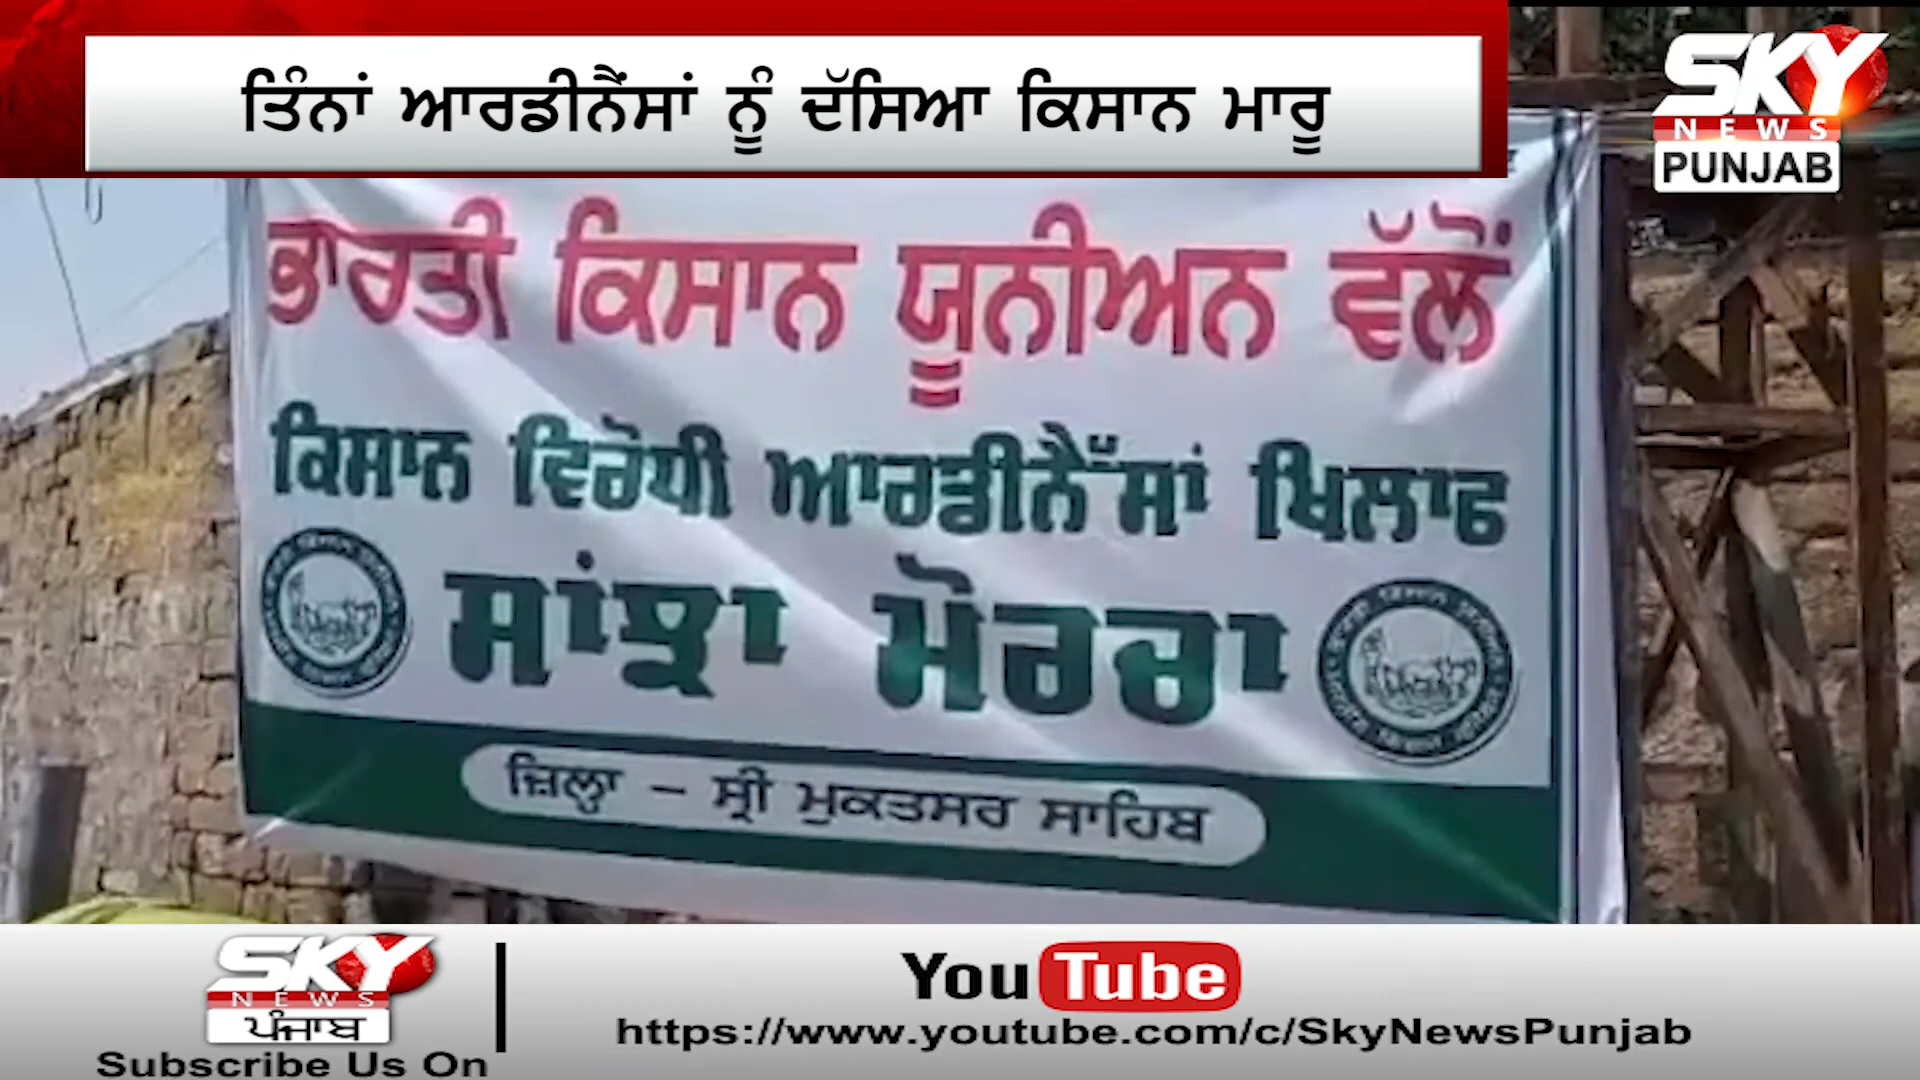 ਤਿੰਨਾਂ ਆਰਡੀਨੈਂਸਾਂ ਨੂੰ ਦੱਸਿਆ ਕਿਸਾਨ ਮਾਰੂ
SKY
NEWS
PUNJAB
ਭਾਰਤੀ ਕਿਸਾਨ ਯੂਨੀਅਨ ਵੱਲੋਂ
ਕਿਸਾਨ ਵਿਰੋਧੀ ਆਰਡੀਨੈੱਸਾਂ ਖਿਲਾਫ
ਸਾਂਝਾ ਮੋਰਚਾ
ਜ਼ਿਲ੍ਹਾ - ਸ੍ਰੀ ਮੁਕਤਸਰ ਸਾਹਿਬ
SKY
NEWS
ਪੰਜਾਬ
Subscribe Us On
YouTube
https://www.youtube.com/c/SkyNewsPunjab